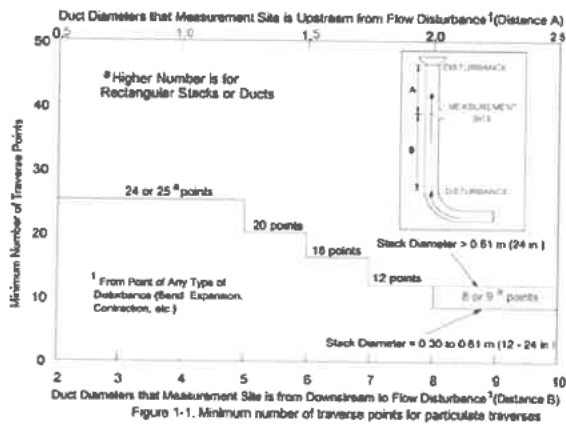 Duct Diameters that Measurement Site is Upstream from Flow Disturbance ‡ (Distance A)
0.5 1.0 1.5 2.0 2.5
50
40
30
20
10
0
Minimum Number of Traverse Points
a Higher Number is for
Rectangular Stacks or Ducts
DISTURBANCE
A
MEASUREMENT
SITE
B
DISTURBANCE
24 or 25 a points
20 points
16 points
12 points
Stack Diameter > 0.61 m (24 in)
8 or 9 a points
1 From Point of Any Type of
Disturbance (Bend, Expansion,
Contraction, etc.)
Stack Diameter = 0.30 to 0.61 m (12 - 24 in)
2 3 4 5 6 7 8 9 10
Duct Diameters that Measurement Site is from Downstream to Flow Disturbance ‡ (Distance B)
Figure 1-1. Minimum number of traverse points for particulate traverses